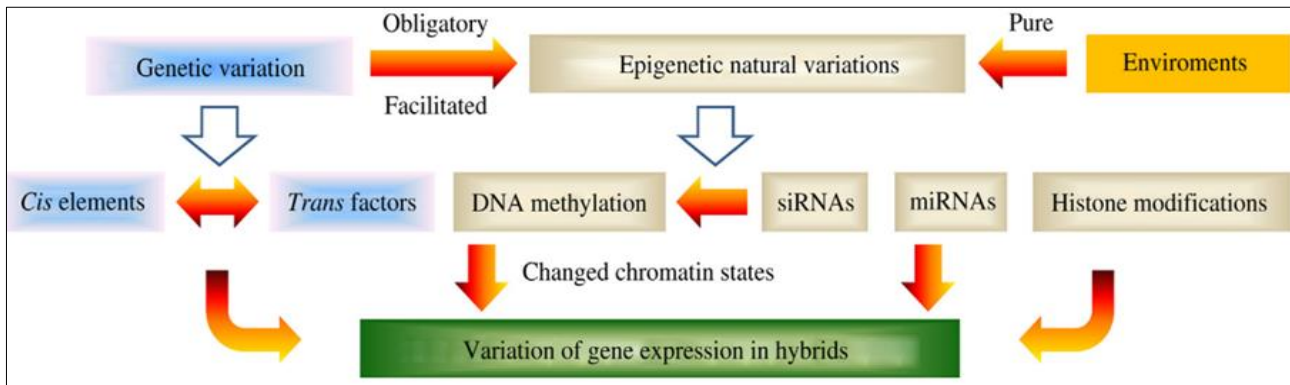 Obligatory
Pure
Genetic variation
Epigenetic natural variations
Enviroments
Facilitated
Cis elements
Trans factors
DNA methylation
siRNAs
miRNAs
Histone modifications
Changed chromatin states
Variation of gene expression in hybrids